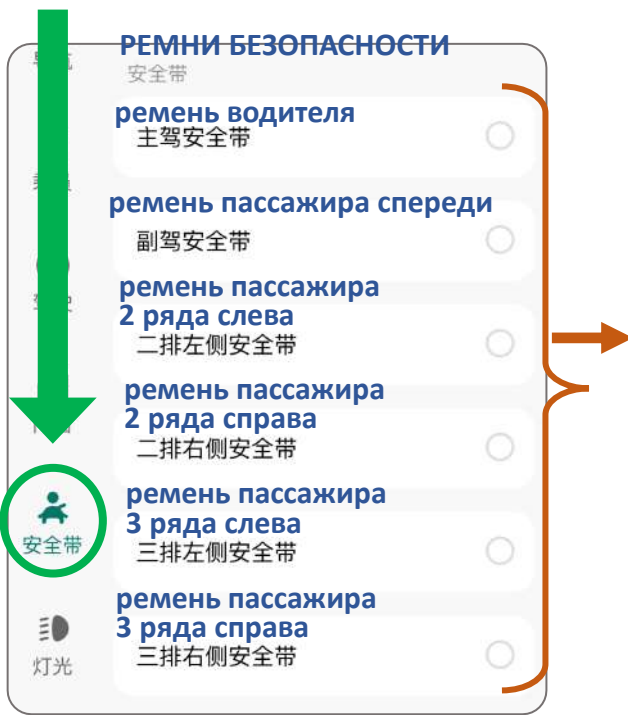 РЕМНИ БЕЗОПАСНОСТИ
安全带
ремень водителя
主驾安全带
ремень пассажира спереди
副驾安全带
ремень пассажира
2 ряда слева
二排左侧安全带
ремень пассажира
2 ряда справа
二排右侧安全带
ремень пассажира
3 ряда слева
安全带
三排左侧安全带
ремень пассажира
3 ряда справа
灯光
三排右侧安全带